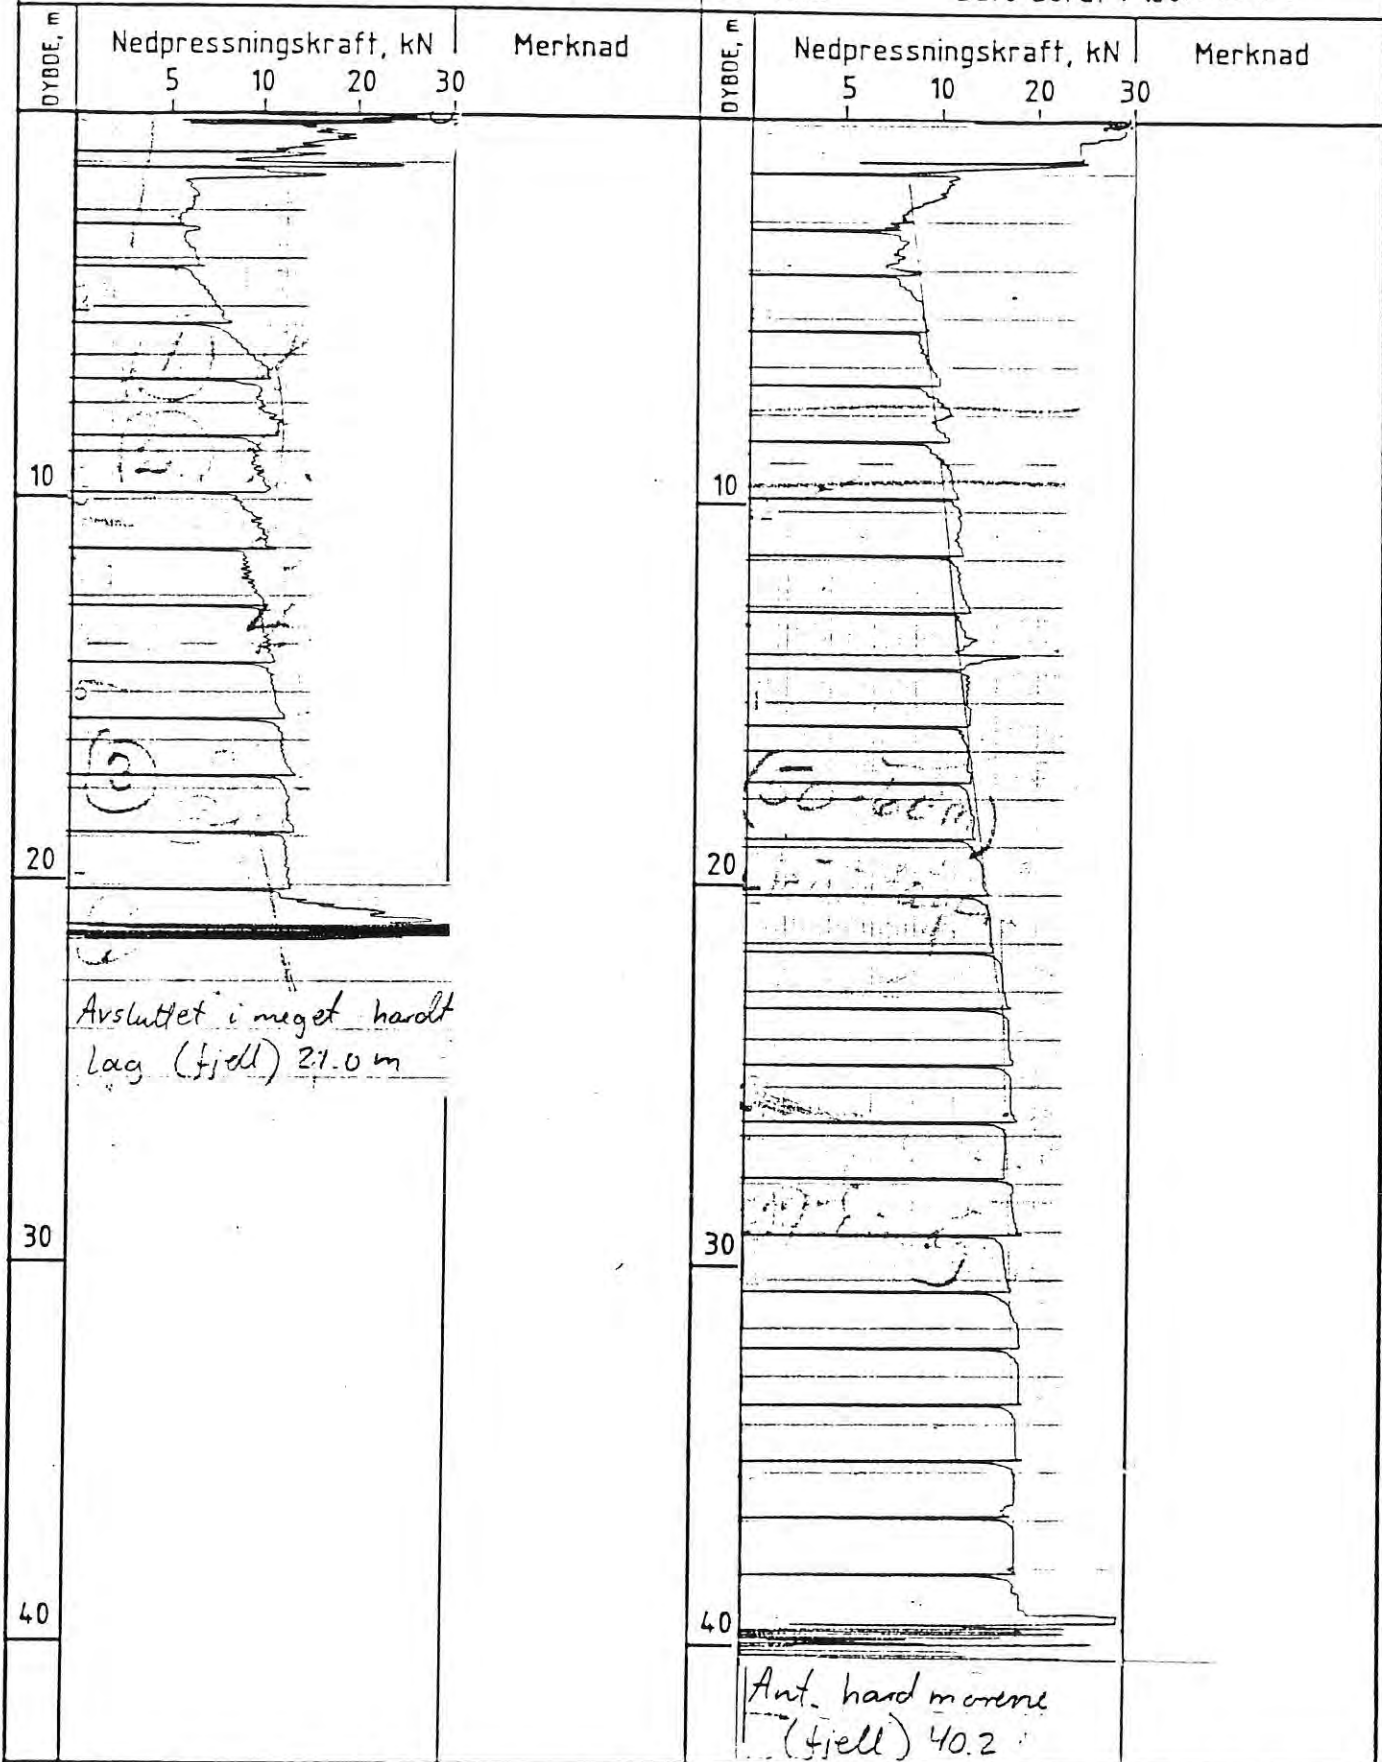 DYBDE, m
Nedpressningskraft, kN
Merknad
5 10 20 30
10
20
30
40
Avsluttet i meget hardt
lag (fjell) 21.0 m
DYBDE, m
Nedpressningskraft, kN
Merknad
5 10 20 30
10
20
30
40
Ant. hard morene
(fjell) 40.2